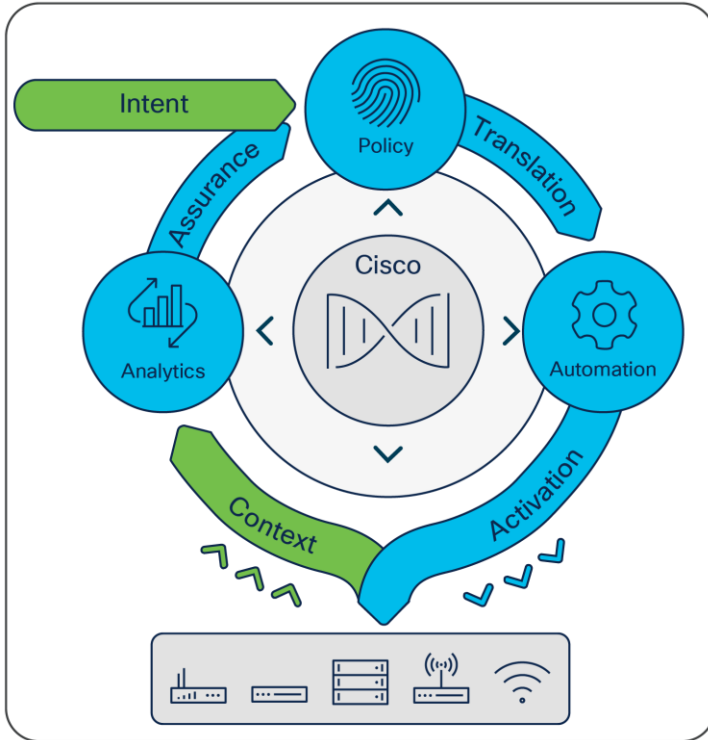 Intent
Policy
Translation
Assurance
Cisco
Analytics
Automation
Context
Activation